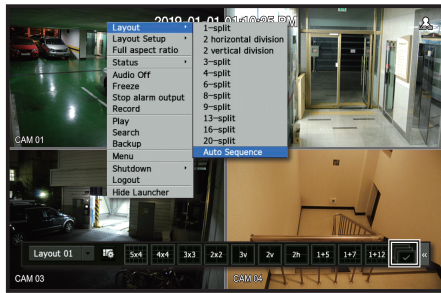 2019-01-01 01:10:25 PM
Layout
Layout Setup
Full aspect ratio
Status
Audio Off
Freeze
Stop alarm output
Record
Play
Search
Backup
Menu
Shutdown
Logout
Hide Launcher
1-split
2 horizontal division
2 vertical division
3-split
4-split
6-split
8-split
9-split
13-split
16-split
20-split
Auto Sequence
CAM 01
Layout 01 5x4 4x4 3x3 2x2 3v 2v 2h 1+5 1+7 1+12 «
CAM 03
CAM 04